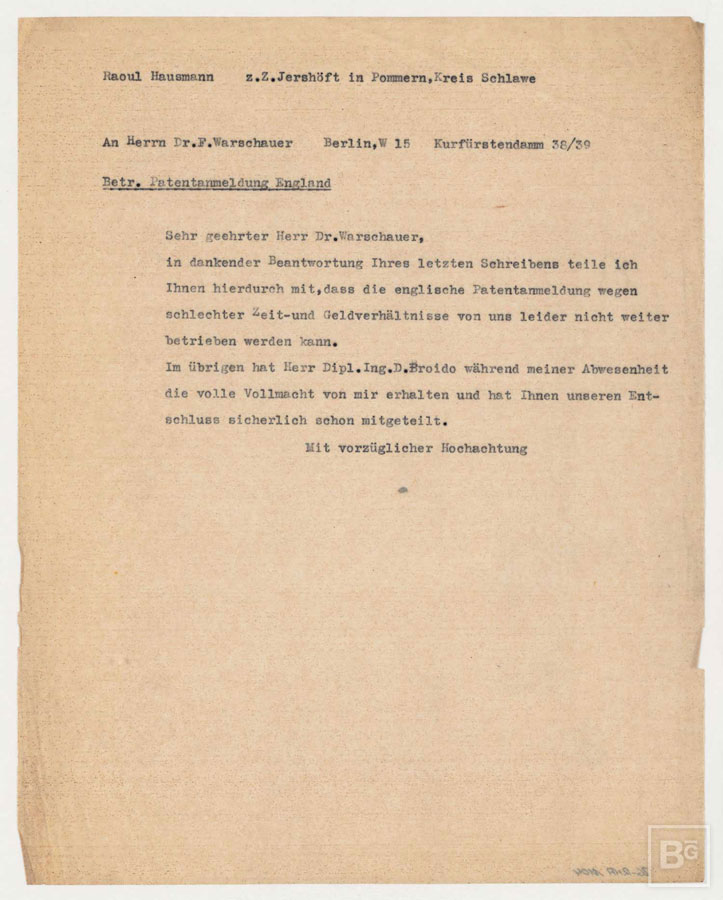 Raoul Hausmann z.Z.Jershöft in Pommern,Kreis Schlawe
An Herrn Dr.F.Warschauer Berlin,W 15 Kurfürstendamm 38/39
Betr. Patentanmeldung England
Sehr geehrter Herr Dr.Warschauer,
in dankender Beantwortung Ihres letzten Schreibens teile ich
Ihnen hierdurch mit,dass die englische Patentanmeldung wegen
schlechter Zeit-und Geldverhältnisse von uns leider nicht weiter
betrieben werden kann.
Im übrigen hat Herr Dipl.Ing.D.Broido während meiner Abwesenheit
die volle Vollmacht von mir erhalten und hat Ihnen unseren Ent-
schluss sicherlich schon mitgeteilt.
Mit vorzüglicher Hochachtung
BG